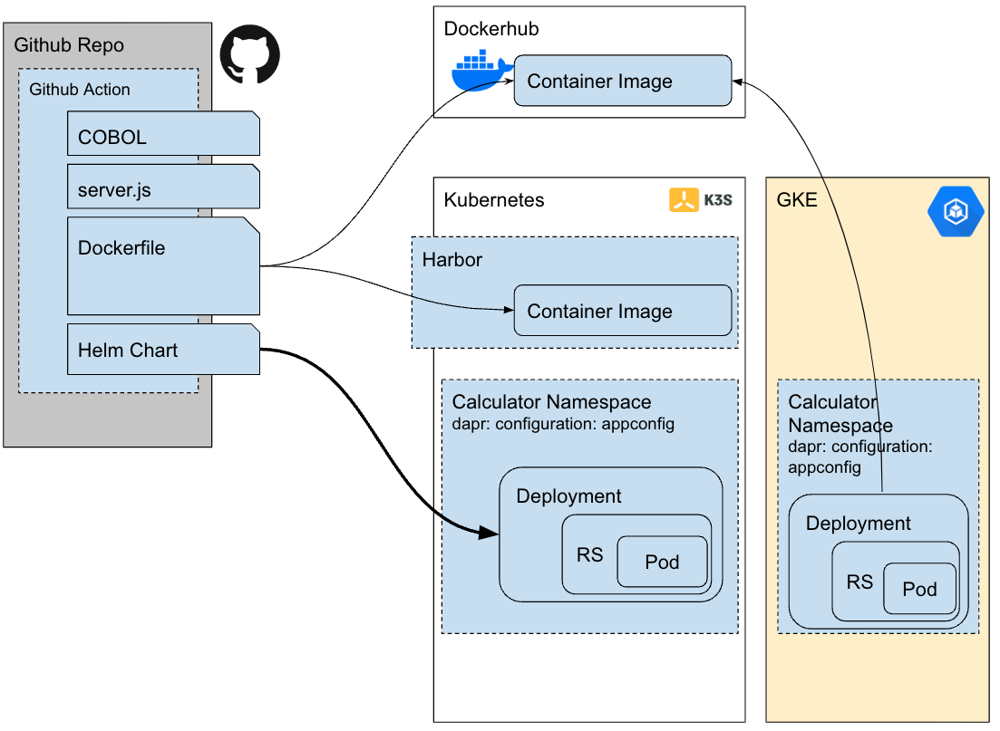 Github Repo
Github Action
COBOL
server.js
Dockerfile
Helm Chart
Dockerhub
Container Image
Kubernetes
K3S
Harbor
Container Image
Calculator Namespace
dapr: configuration: appconfig
Deployment
RS
Pod
GKE
Calculator
Namespace
dapr: configuration:
appconfig
Deployment
RS
Pod